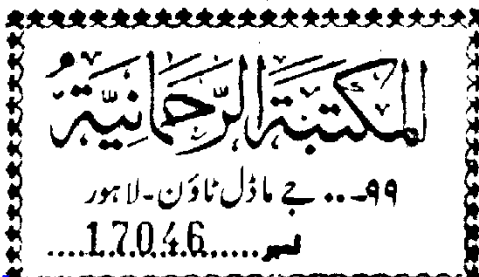 المكتبة الرحمانية
۹۹... جے ماڈل ٹاؤن۔ لاہور
نمبر.....17046.....